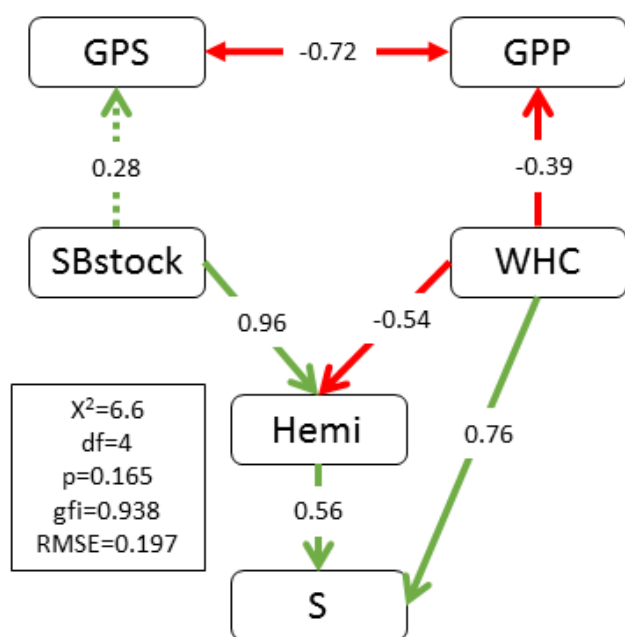 GPS
-0.72
GPP
0.28
-0.39
SBstock
WHC
0.96
-0.54
X²=6.6
df=4
p=0.165
gfi=0.938
RMSE=0.197
Hemi
0.76
0.56
S